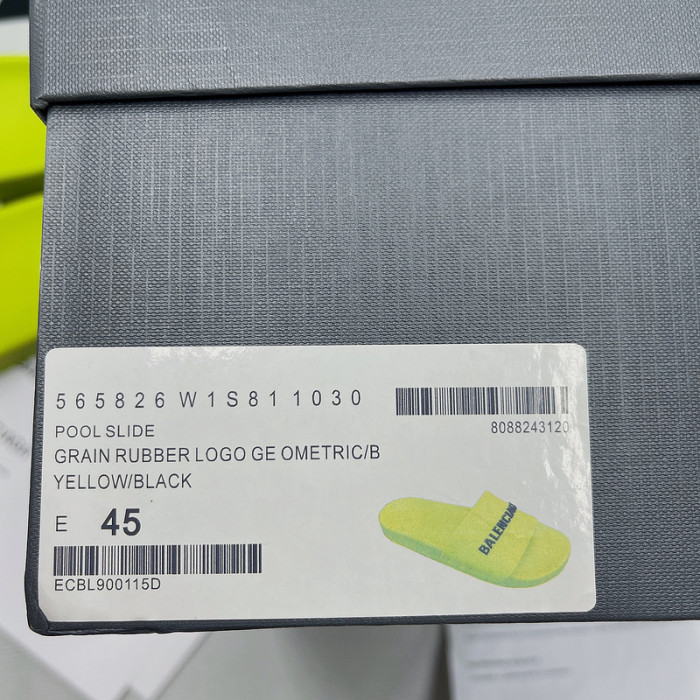 565826 W1S81 1030
8088243120
POOL SLIDE
GRAIN RUBBER LOGO GE OMETRIC/B
YELLOW/BLACK
E 45
ECBL900115D
BALENCIAGA